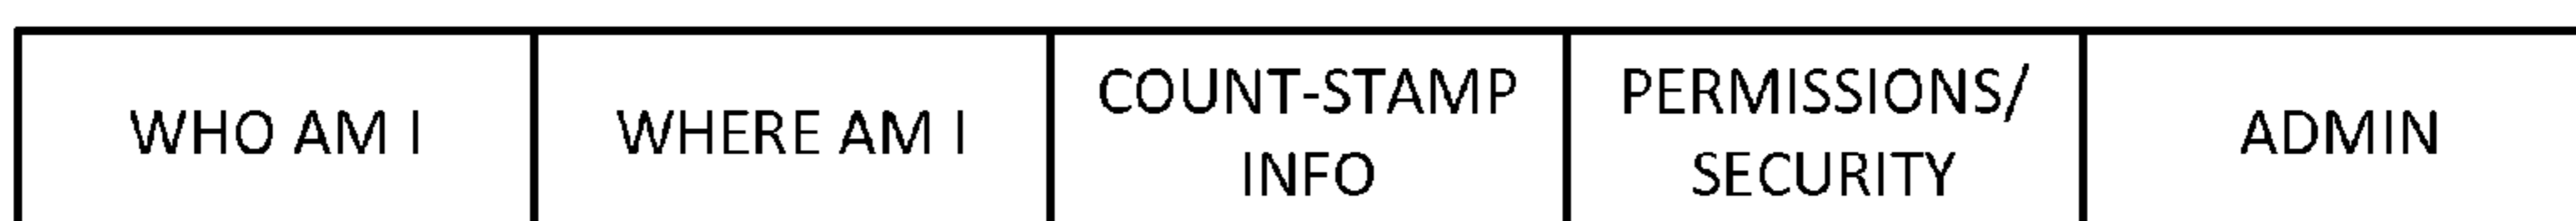 WHO AM I
WHERE AM I
COUNT-STAMP
INFO
PERMISSIONS/
SECURITY
ADMIN